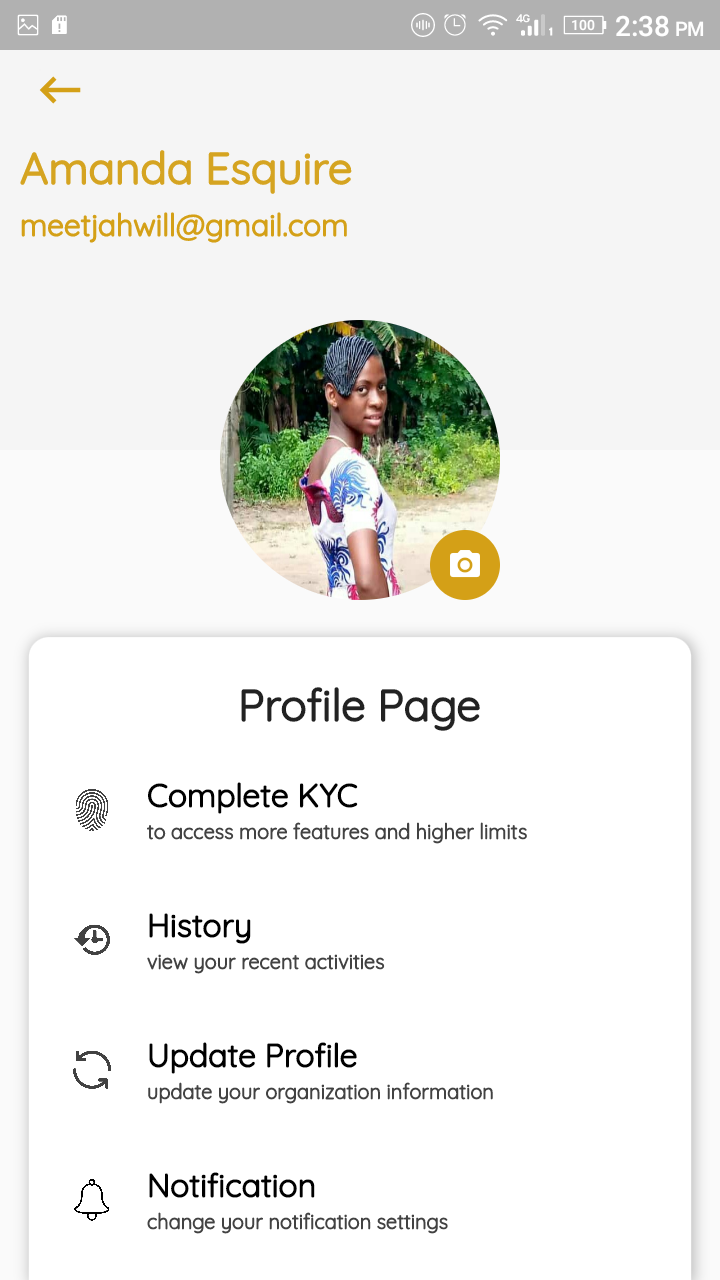 4G 1 100 2:38 PM
Amanda Esquire
meetjahwill@gmail.com
Profile Page
Complete KYC
to access more features and higher limits
History
view your recent activities
Update Profile
update your organization information
Notification
change your notification settings